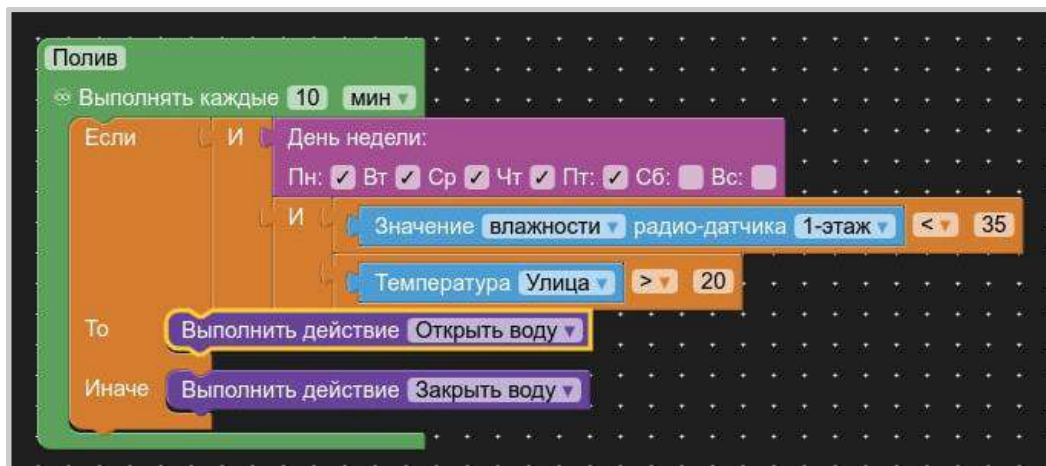 Полив
Выполнять каждые 10 мин
Если И День недели:
Пн: Вт Ср Чт Пт: Сб: Вс:
И Значение влажности радио-датчика 1-этаж < 35
Температура Улица > 20
То Выполнить действие Открыть воду
Иначе Выполнить действие Закрыть воду